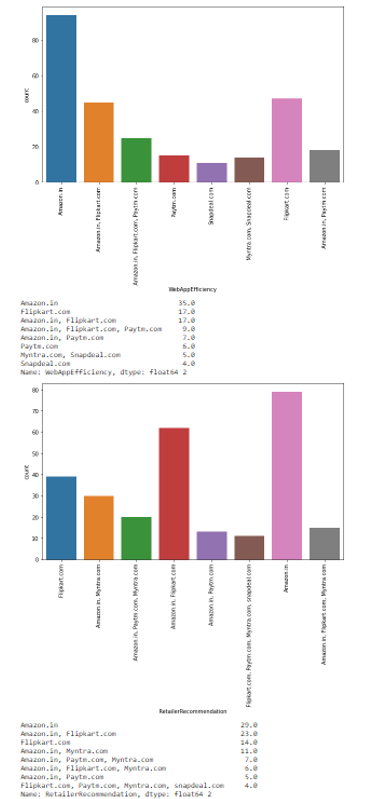 80
60
40
20
0
count
Amazon.in
Amazon.in, Flipkart.com
Amazon.in, Flipkart.com, Paytm.com
Paytm.com
Snapdeal.com
Myntra.com, Snapdeal.com
Flipkart.com
Amazon.in, Paytm.com
WebAppEfficiency
Amazon.in 35.0
Flipkart.com 17.0
Amazon.in, Flipkart.com 17.0
Amazon.in, Flipkart.com, Paytm.com 9.0
Amazon.in, Paytm.com 7.0
Paytm.com 6.0
Myntra.com, Snapdeal.com 5.0
Snapdeal.com 4.0
Name: WebAppEfficiency, dtype: float64 2
80
70
60
50
40
30
20
10
0
count
Flipkart.com
Amazon.in, Myntra.com
Amazon.in, Paytm.com, Myntra.com
Amazon.in, Flipkart.com
Amazon.in, Paytm.com
Flipkart.com, Paytm.com, Myntra.com, snapdeal.com
Amazon.in
Amazon.in, Flipkart.com, Myntra.com
RetailerRecommendation
Amazon.in 29.0
Amazon.in, Flipkart.com 23.0
Flipkart.com 14.0
Amazon.in, Myntra.com 11.0
Amazon.in, Paytm.com, Myntra.com 7.0
Amazon.in, Flipkart.com, Myntra.com 6.0
Amazon.in, Paytm.com 5.0
Flipkart.com, Paytm.com, Myntra.com, snapdeal.com 4.0
Name: RetailerRecommendation, dtype: float64 2